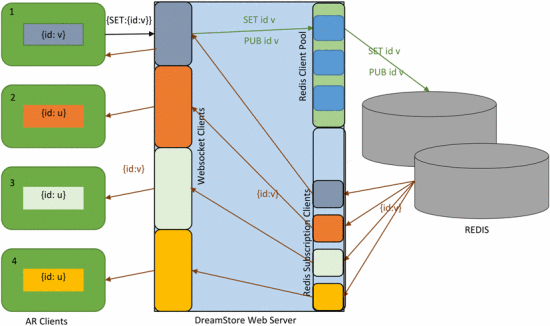 1
{id: v}
{SET:{id:v}}
SET id v
PUB id v
Redis Client Pool
SET id v
PUB id v
2
{id: u}
Websocket Clients
3
{id: u}
{id:v}
{id:v}
Redis Subscription Clients
{id:v}
REDIS
4
{id: u}
AR Clients
DreamStore Web Server